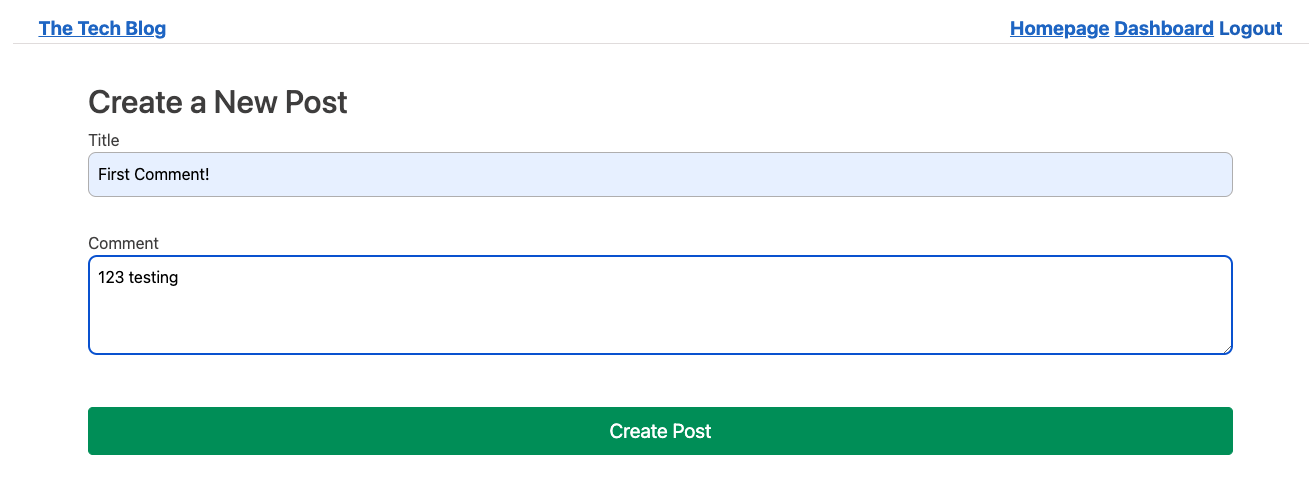 The Tech Blog
Homepage Dashboard Logout
Create a New Post
Title
First Comment!
Comment
123 testing
Create Post